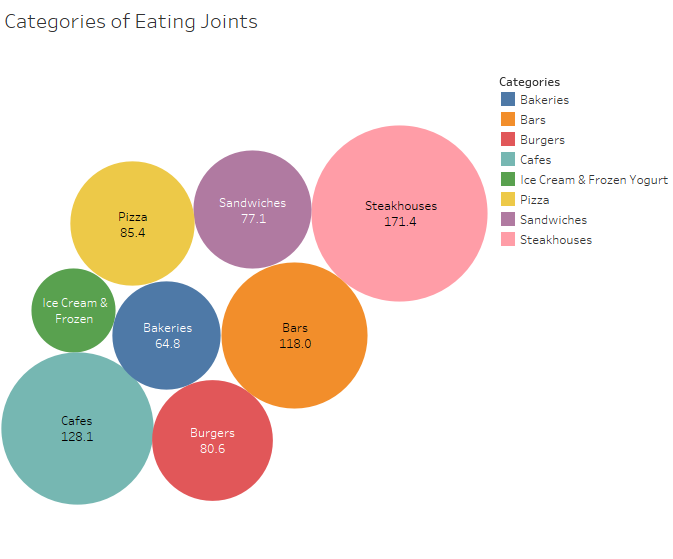 Categories of Eating Joints
Categories
Bakeries
Bars
Burgers
Cafes
Ice Cream & Frozen Yogurt
Pizza
Sandwiches
Steakhouses
Steakhouses
171.4
Sandwiches
77.1
Pizza
85.4
Ice Cream &
Frozen
Bakeries
64.8
Bars
118.0
Cafes
128.1
Burgers
80.6